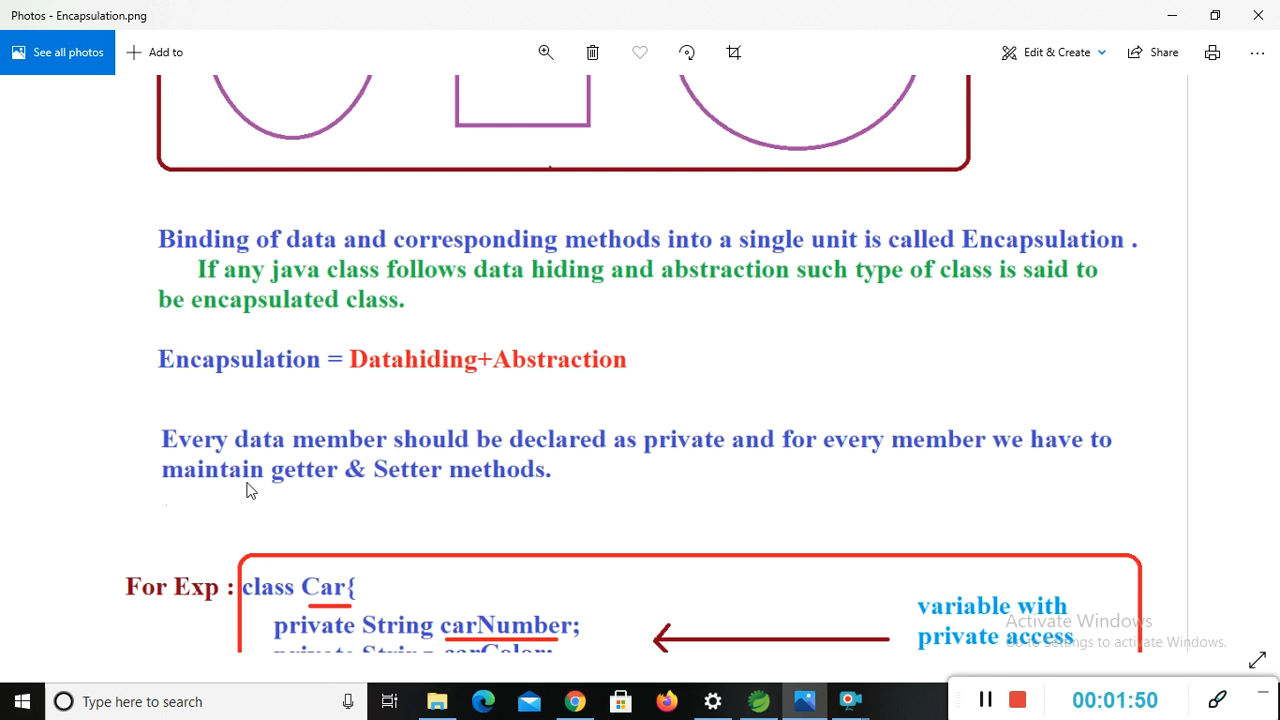 Photos - Encapsulation.png
See all photos
Add to
Edit & Create
Share
Binding of data and corresponding methods into a single unit is called Encapsulation .
If any java class follows data hiding and abstraction such type of class is said to
be encapsulated class.
Encapsulation = Datahiding+Abstraction
Every data member should be declared as private and for every member we have to
maintain getter & Setter methods.
For Exp : class Car{
private String carNumber;
variable with
private access
private String carColor;
Activate Windows
Go to Settings to activate Windows.
Type here to search
00:01:50